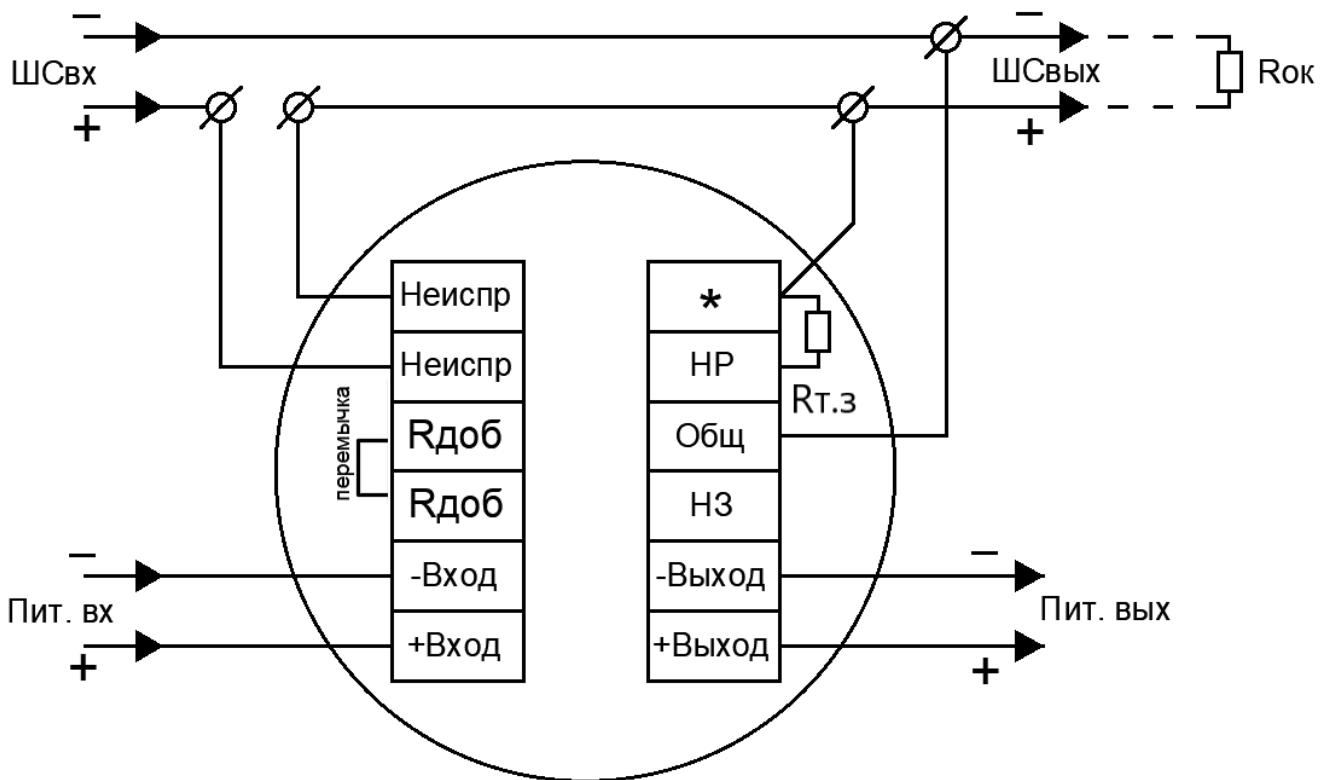 − −
ШСвх ШСвых Rок
+ +
Неиспр *
Неиспр НР
Rт.з
перемычка
Rдоб Общ
Rдоб НЗ
− −
-Вход -Выход
Пит. вх Пит. вых
+Вход +Выход
+ +